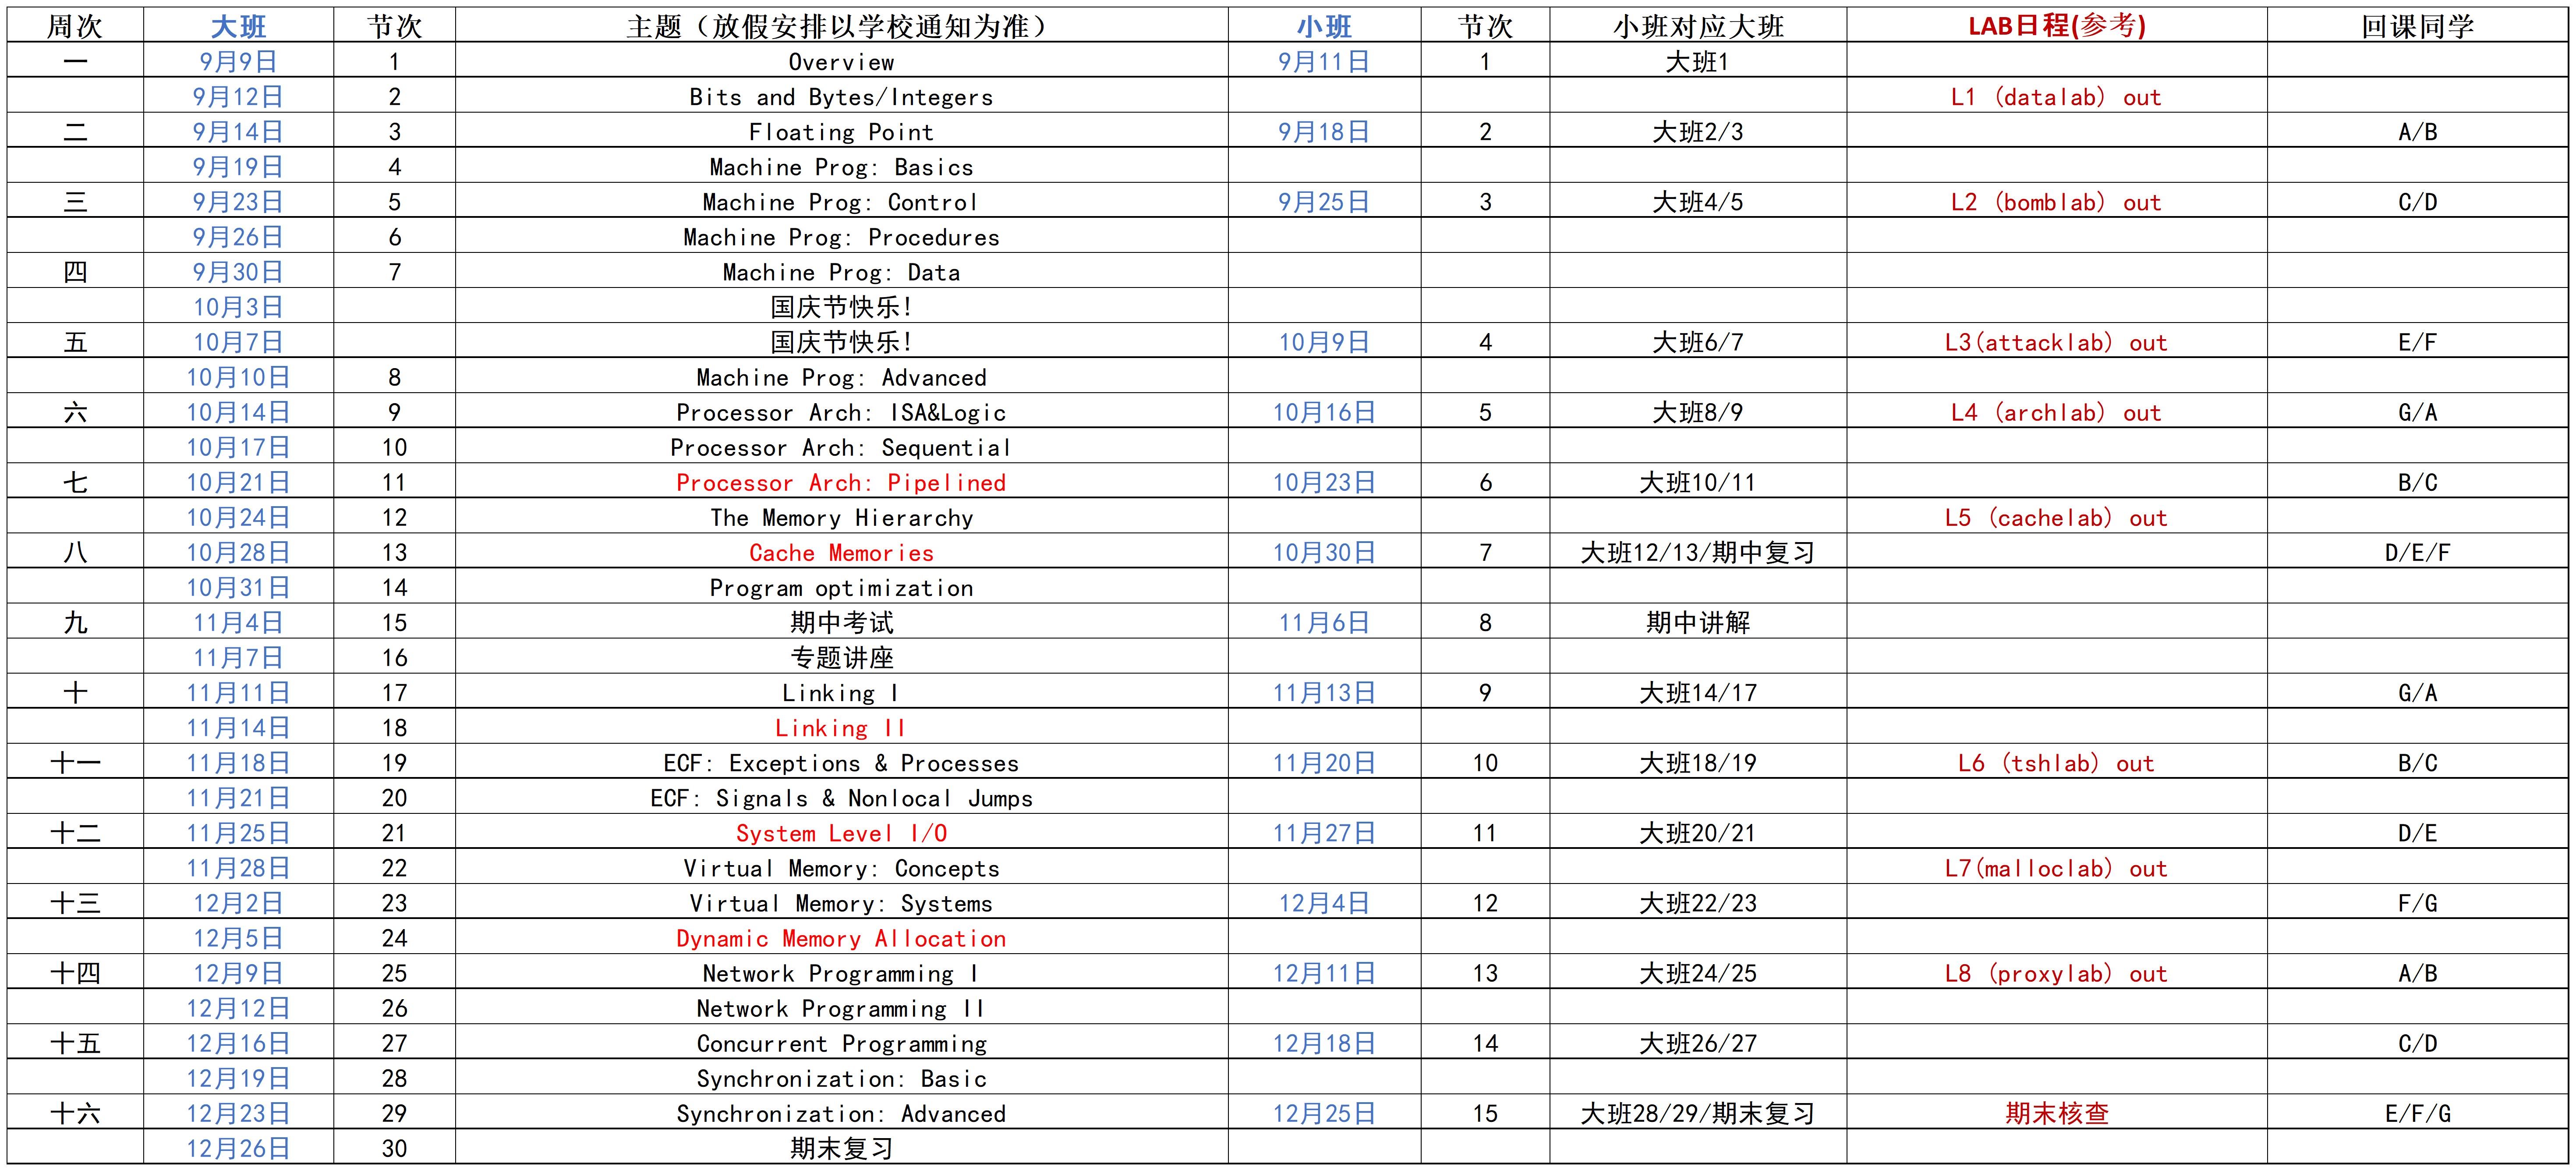 周次 大班 节次 主题（放假安排以学校通知为准） 小班 节次 小班对应大班 LAB日程(参考) 回课同学
一 9月9日 1 Overview 9月11日 1 大班1
9月12日 2 Bits and Bytes/Integers L1 (datalab) out
二 9月14日 3 Floating Point 9月18日 2 大班2/3 A/B
9月19日 4 Machine Prog: Basics
三 9月23日 5 Machine Prog: Control 9月25日 3 大班4/5 L2 (bomblab) out C/D
9月26日 6 Machine Prog: Procedures
四 9月30日 7 Machine Prog: Data
10月3日 国庆节快乐!
五 10月7日 国庆节快乐! 10月9日 4 大班6/7 L3(attacklab) out E/F
10月10日 8 Machine Prog: Advanced
六 10月14日 9 Processor Arch: ISA&Logic 10月16日 5 大班8/9 L4 (archlab) out G/A
10月17日 10 Processor Arch: Sequential
七 10月21日 11 Processor Arch: Pipelined 10月23日 6 大班10/11 B/C
10月24日 12 The Memory Hierarchy L5 (cachelab) out
八 10月28日 13 Cache Memories 10月30日 7 大班12/13/期中复习 D/E/F
10月31日 14 Program optimization
九 11月4日 15 期中考试 11月6日 8 期中讲解
11月7日 16 专题讲座
十 11月11日 17 Linking I 11月13日 9 大班14/17 G/A
11月14日 18 Linking II
十一 11月18日 19 ECF: Exceptions & Processes 11月20日 10 大班18/19 L6 (tshlab) out B/C
11月21日 20 ECF: Signals & Nonlocal Jumps
十二 11月25日 21 System Level I/O 11月27日 11 大班20/21 D/E
11月28日 22 Virtual Memory: Concepts L7(malloclab) out
十三 12月2日 23 Virtual Memory: Systems 12月4日 12 大班22/23 F/G
12月5日 24 Dynamic Memory Allocation
十四 12月9日 25 Network Programming I 12月11日 13 大班24/25 L8 (proxylab) out A/B
12月12日 26 Network Programming II
十五 12月16日 27 Concurrent Programming 12月18日 14 大班26/27 C/D
12月19日 28 Synchronization: Basic
十六 12月23日 29 Synchronization: Advanced 12月25日 15 大班28/29/期末复习 期末核查 E/F/G
12月26日 30 期末复习